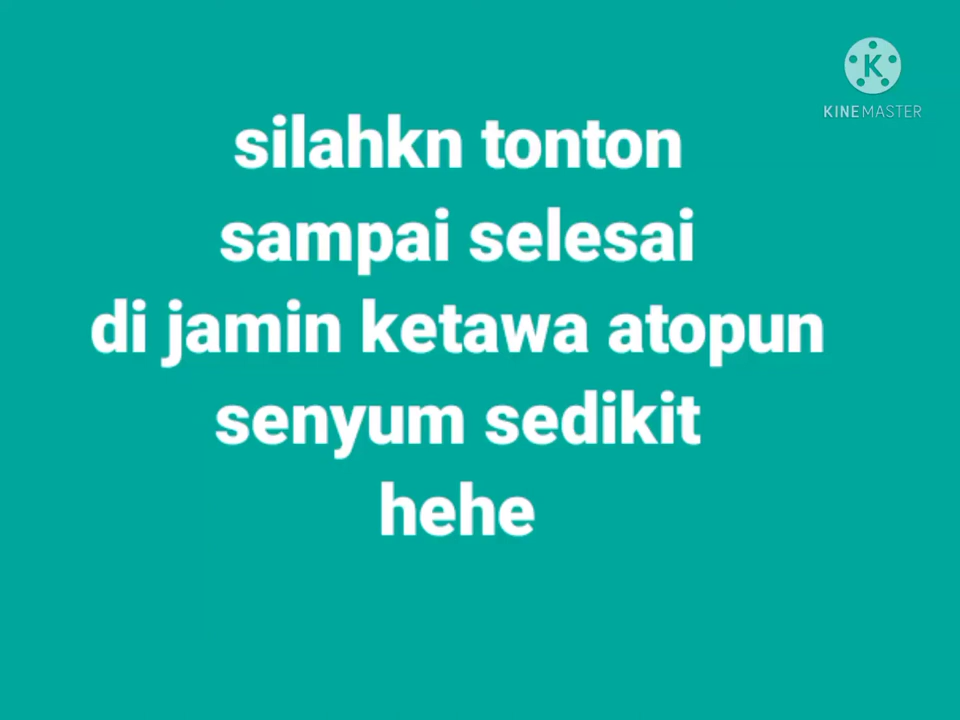 K
KINEMASTER
silahkn tonton
sampai selesai
di jamin ketawa atopun
senyum sedikit
hehe